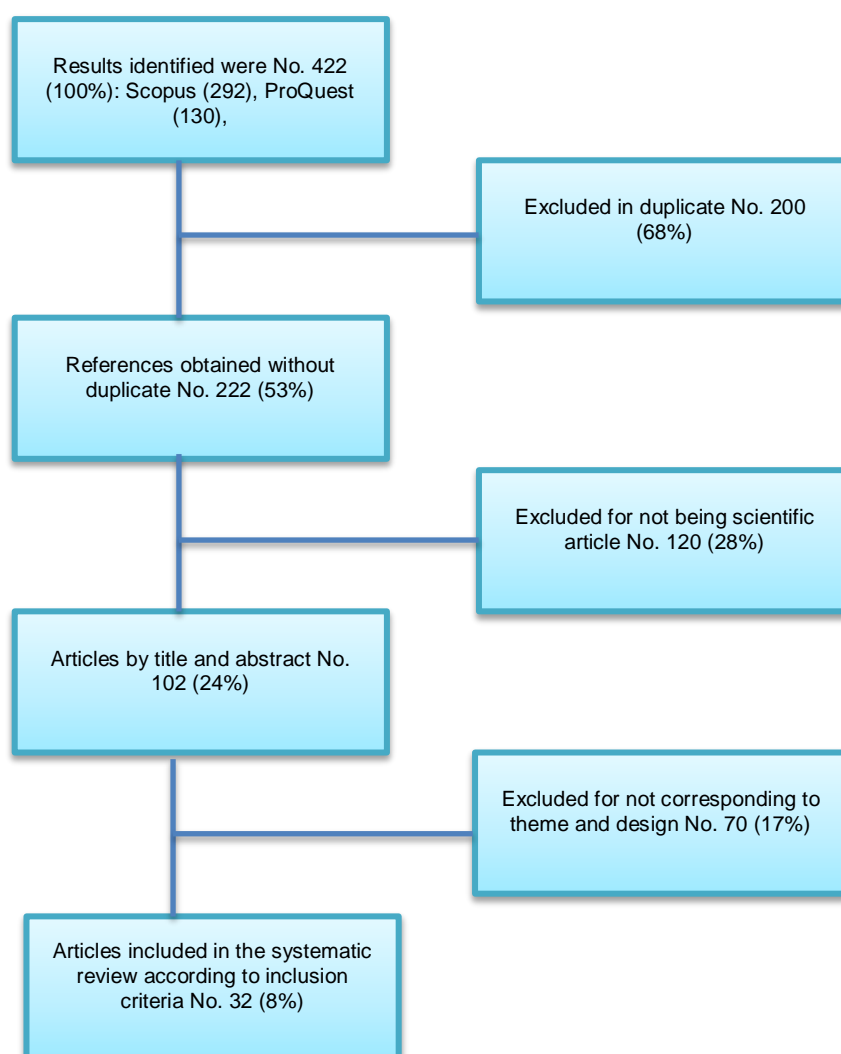 Results identified were No. 422
(100%): Scopus (292), ProQuest
(130),
Excluded in duplicate No. 200
(68%)
References obtained without
duplicate No. 222 (53%)
Excluded for not being scientific
article No. 120 (28%)
Articles by title and abstract No.
102 (24%)
Excluded for not corresponding to
theme and design No. 70 (17%)
Articles included in the systematic
review according to inclusion
criteria No. 32 (8%)